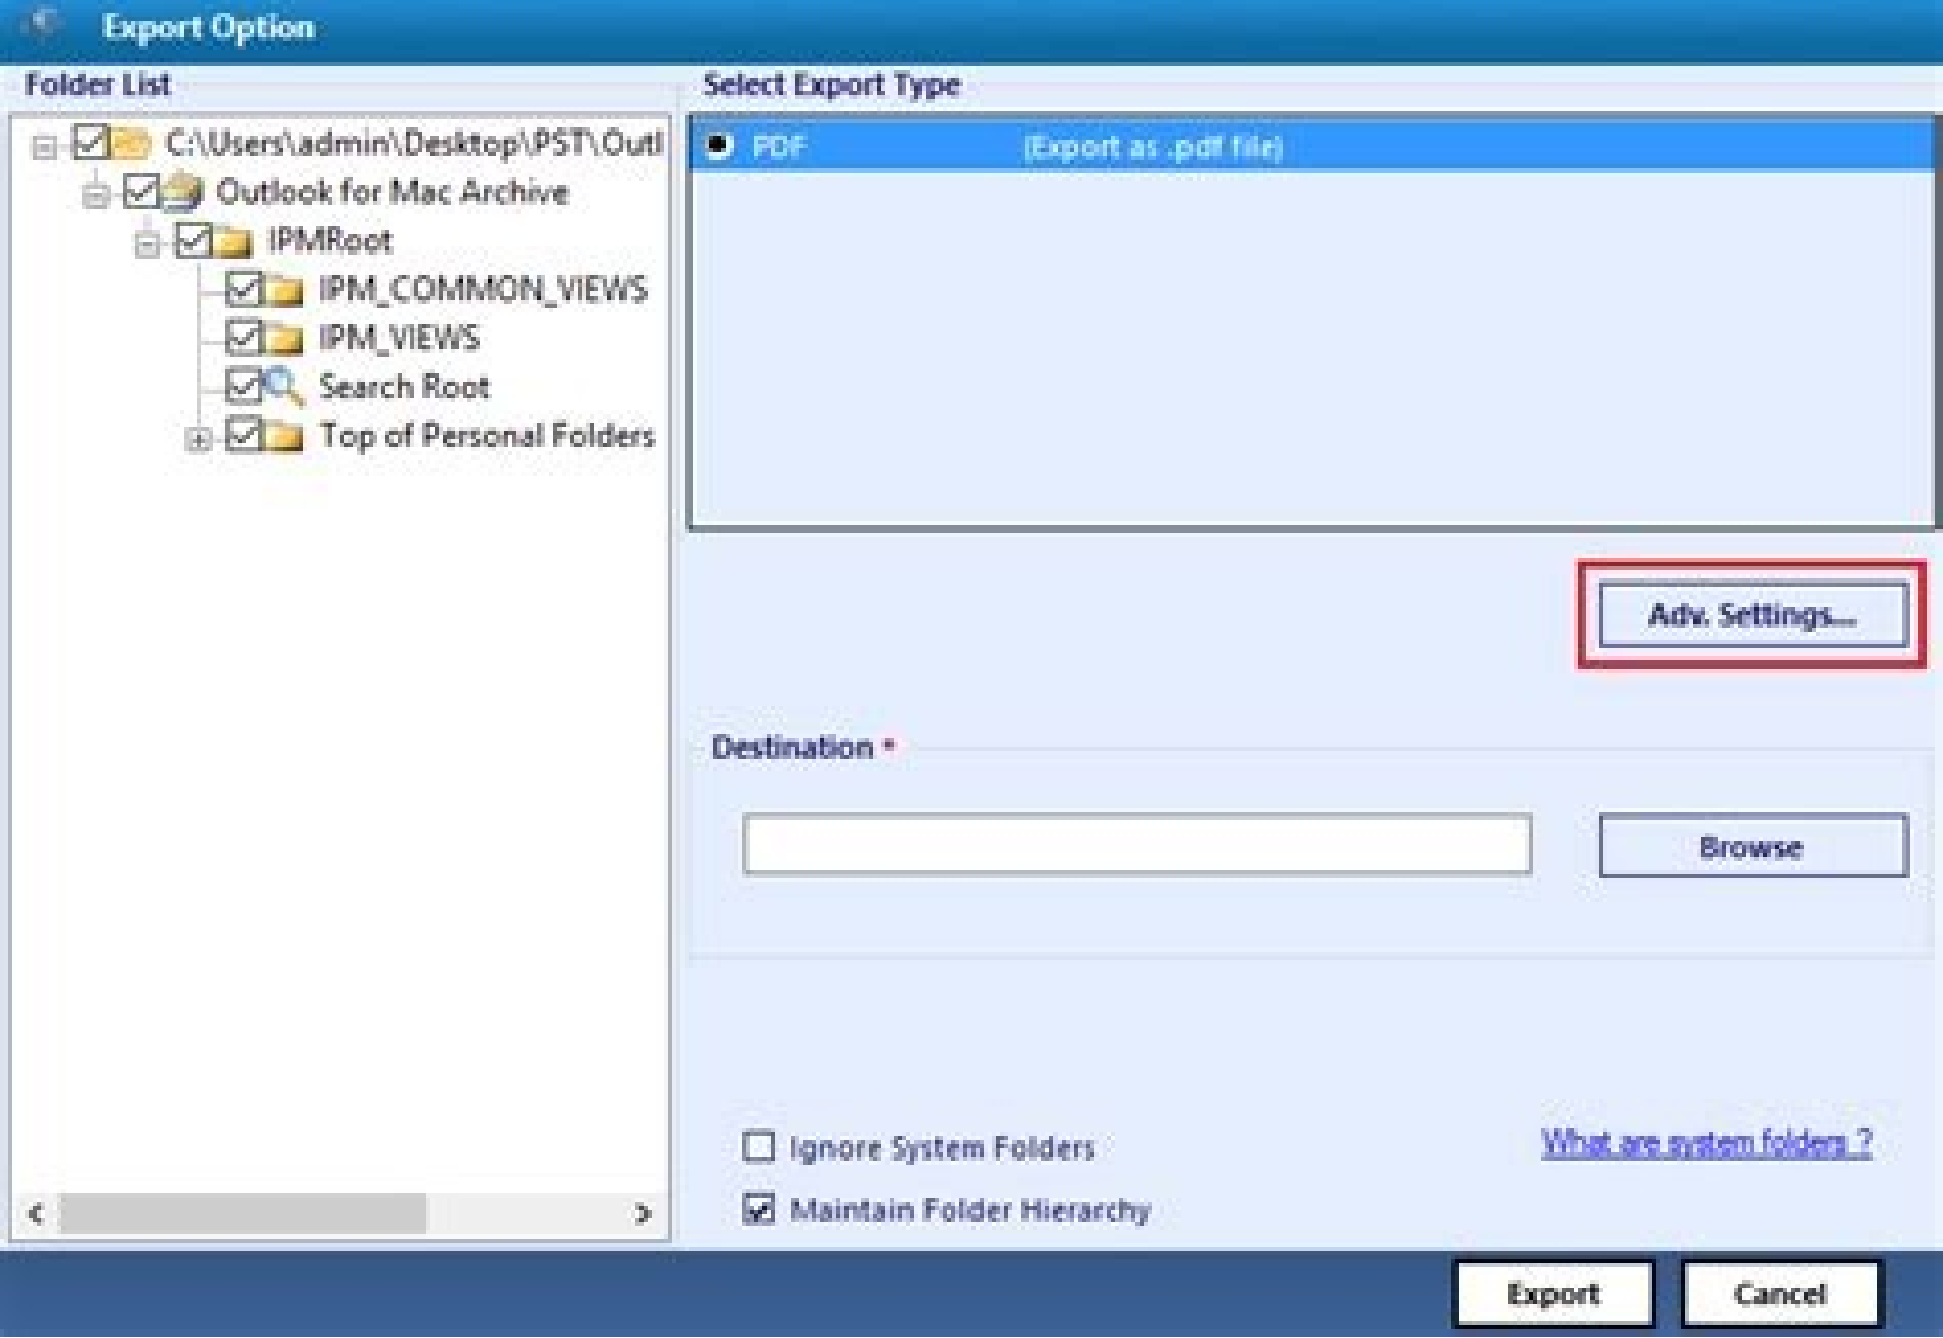 Export Option
Folder List
C:\Users\admin\Desktop\PST\Outl
Outlook for Mac Archive
IPMRoot
IPM_COMMON_VIEWS
IPM_VIEWS
Search Root
Top of Personal Folders
Select Export Type
PDF (Export as .pdf file)
Adv. Settings...
Destination *
Browse
Ignore System Folders
What are system folders ?
Maintain Folder Hierarchy
Export
Cancel